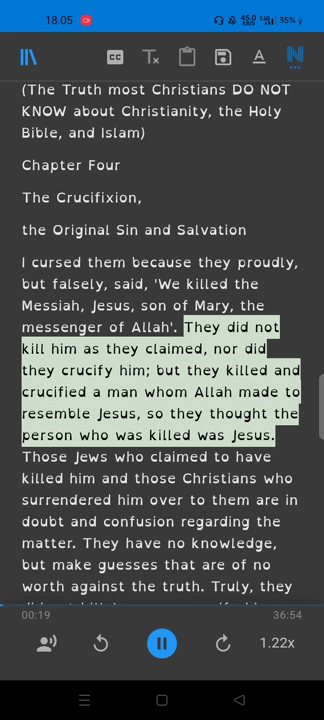 18.05
45.0 KB/S
35%
CC
(The Truth most Christians DO NOT
KNOW about Christianity, the Holy
Bible, and Islam)
Chapter Four
The Crucifixion,
the Original Sin and Salvation
I cursed them because they proudly,
but falsely, said, 'We killed the
Messiah, Jesus, son of Mary, the
messenger of Allah'. They did not
kill him as they claimed, nor did
they crucify him; but they killed and
crucified a man whom Allah made to
resemble Jesus, so they thought the
person who was killed was Jesus.
Those Jews who claimed to have
killed him and those Christians who
surrendered him over to them are in
doubt and confusion regarding the
matter. They have no knowledge,
but make guesses that are of no
worth against the truth. Truly, they
00:19
36:54
1.22x